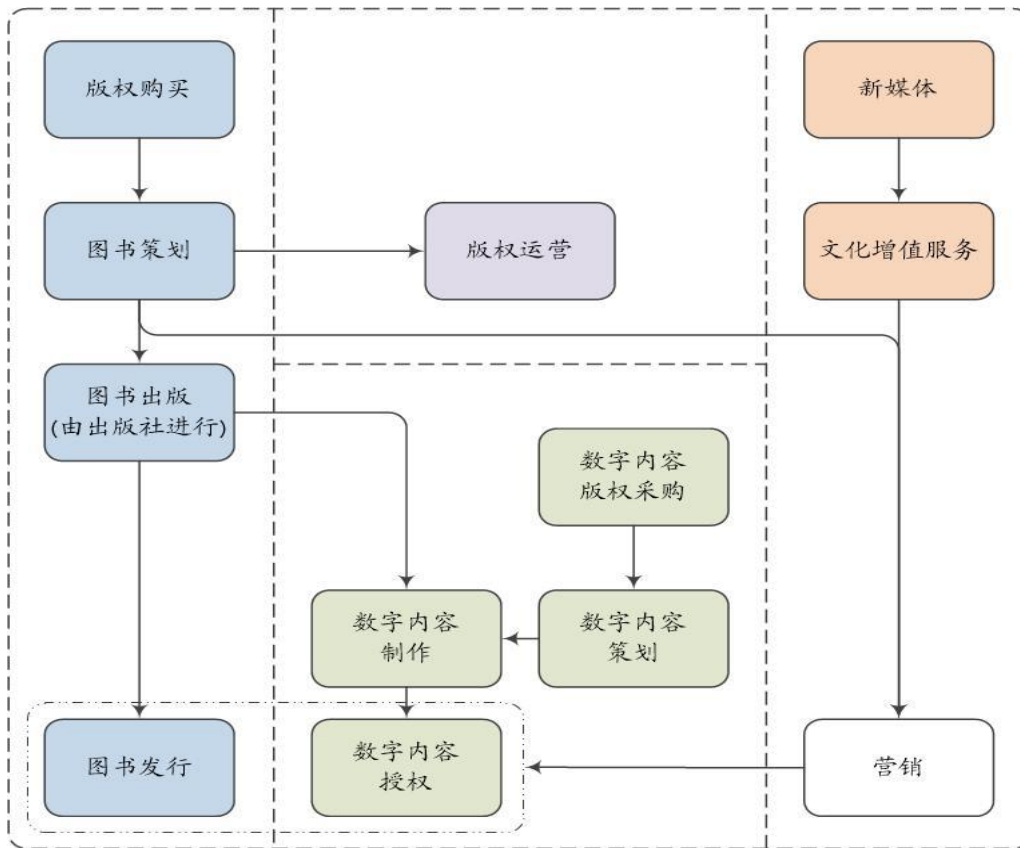 版权购买
新媒体
图书策划
版权运营
文化增值服务
图书出版
(由出版社进行)
数字内容
版权采购
数字内容
制作
数字内容
策划
图书发行
数字内容
授权
营销